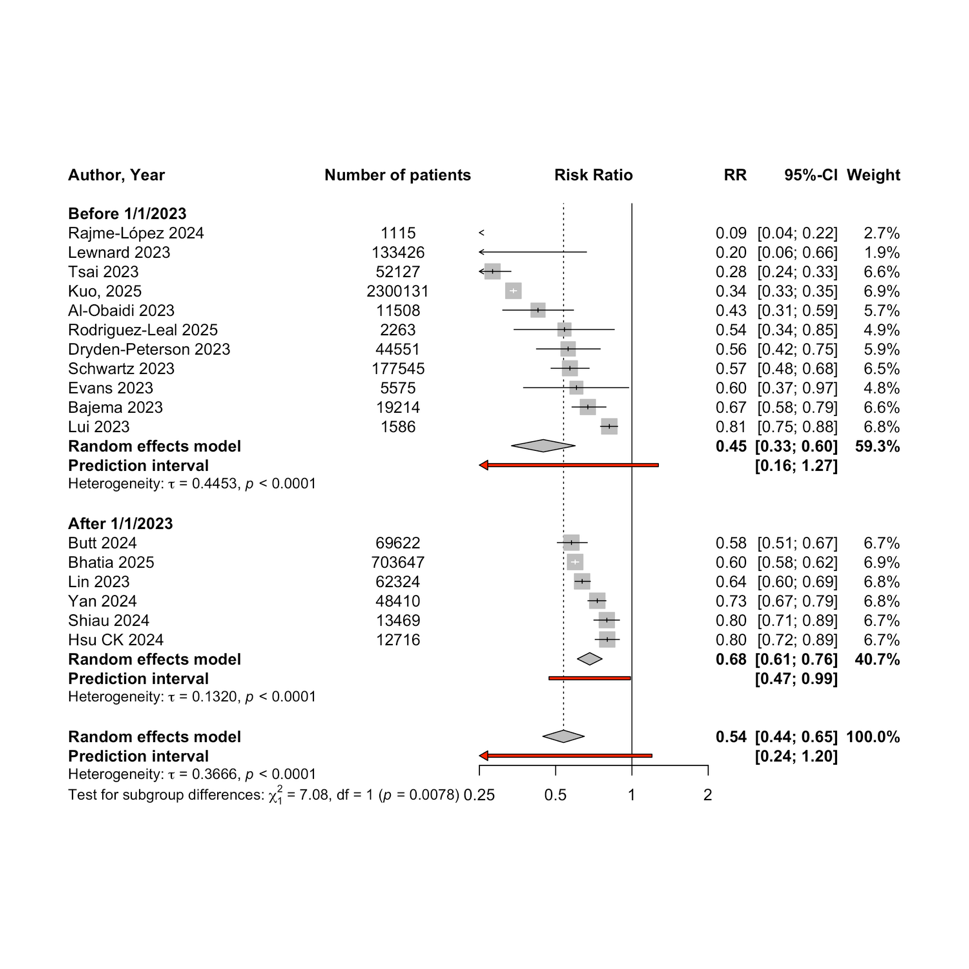 Author, Year Number of patients Risk Ratio RR 95%-CI Weight
Before 1/1/2023
Rajme-López 2024 1115 0.09 [0.04; 0.22] 2.7%
Lewnard 2023 133426 0.20 [0.06; 0.66] 1.9%
Tsai 2023 52127 0.28 [0.24; 0.33] 6.6%
Kuo, 2025 2300131 0.34 [0.33; 0.35] 6.9%
Al-Obaidi 2023 11508 0.43 [0.31; 0.59] 5.7%
Rodriguez-Leal 2025 2263 0.54 [0.34; 0.85] 4.9%
Dryden-Peterson 2023 44551 0.56 [0.42; 0.75] 5.9%
Schwartz 2023 177545 0.57 [0.48; 0.68] 6.5%
Evans 2023 5575 0.60 [0.37; 0.97] 4.8%
Bajema 2023 19214 0.67 [0.58; 0.79] 6.6%
Lui 2023 1586 0.81 [0.75; 0.88] 6.8%
Random effects model 0.45 [0.33; 0.60] 59.3%
Prediction interval [0.16; 1.27]
Heterogeneity: τ = 0.4453, p < 0.0001
After 1/1/2023
Butt 2024 69622 0.58 [0.51; 0.67] 6.7%
Bhatia 2025 703647 0.60 [0.58; 0.62] 6.9%
Lin 2023 62324 0.64 [0.60; 0.69] 6.8%
Yan 2024 48410 0.73 [0.67; 0.79] 6.8%
Shiau 2024 13469 0.80 [0.71; 0.89] 6.7%
Hsu CK 2024 12716 0.80 [0.72; 0.89] 6.7%
Random effects model 0.68 [0.61; 0.76] 40.7%
Prediction interval [0.47; 0.99]
Heterogeneity: τ = 0.1320, p < 0.0001
Random effects model 0.54 [0.44; 0.65] 100.0%
Prediction interval [0.24; 1.20]
Heterogeneity: τ = 0.3666, p < 0.0001
Test for subgroup differences: χ²₁ = 7.08, df = 1 (p = 0.0078) 0.25 0.5 1 2